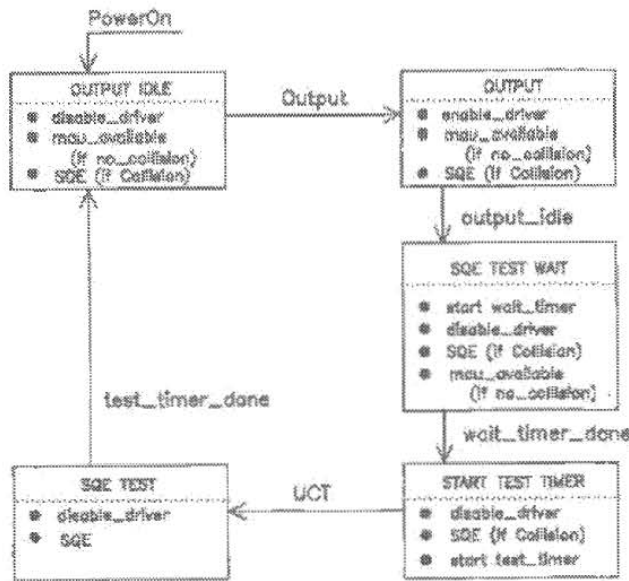 PowerOn
OUTPUT IDLE
● disable_driver
● mau_available
(if no_collision)
● SQE (if Collision)
Output
OUTPUT
● enable_driver
● mau_available
(if no_collision)
● SQE (if Collision)
output_idle
SQE TEST WAIT
● start wait_timer
● disable_driver
● SQE (if Collision)
● mau_available
(if no_collision)
wait_timer_done
START TEST TIMER
● disable_driver
● SQE (if Collision)
● start test_timer
UCT
SQE TEST
● disable_driver
● SQE
test_timer_done